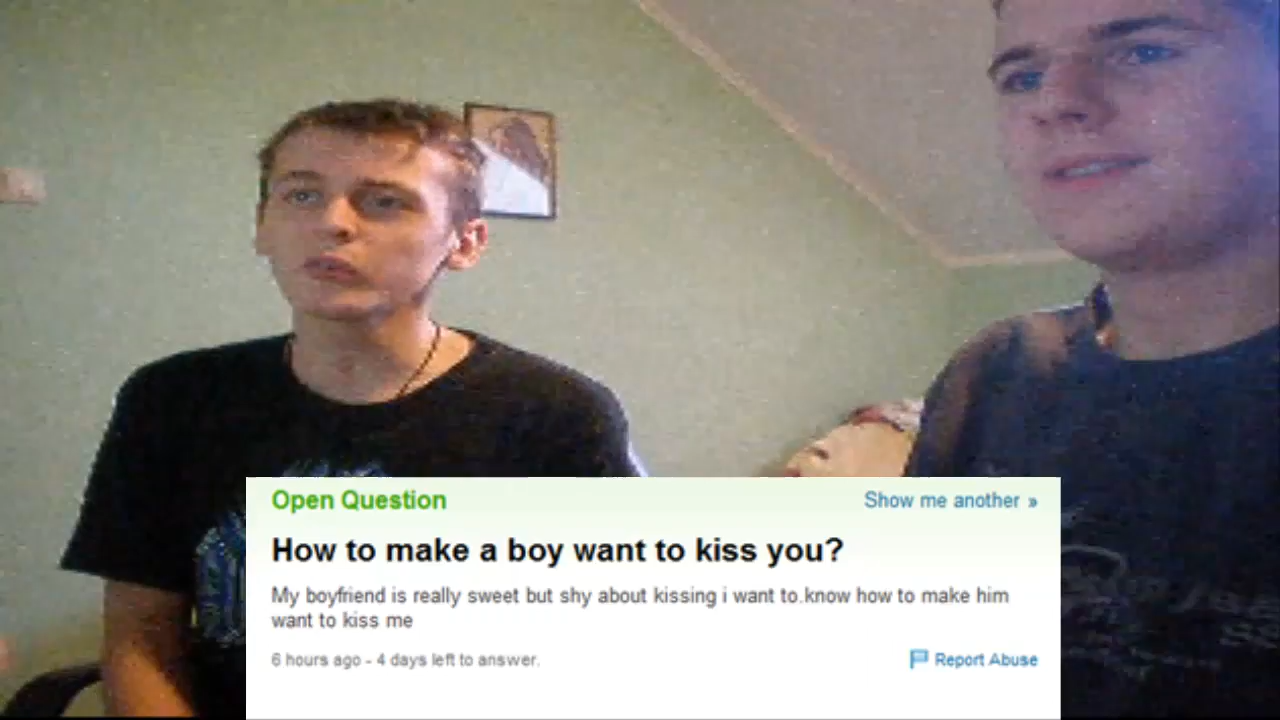 Open Question
Show me another »
How to make a boy want to kiss you?
My boyfriend is really sweet but shy about kissing i want to.know how to make him
want to kiss me
6 hours ago - 4 days left to answer.
Report Abuse